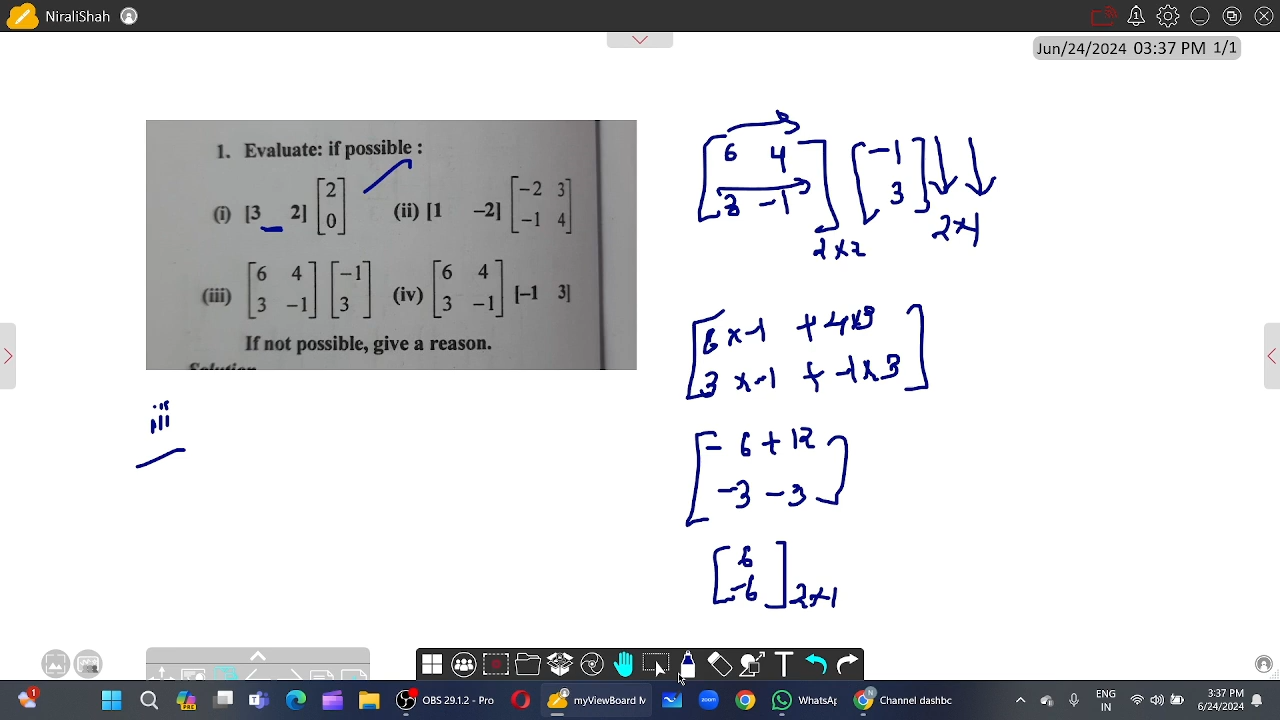 NiraliShah
Jun/24/2024 03:37 PM 1/1
1. Evaluate: if possible :
(i) [3 2] [2
0] (ii) [1 -2] [-2 3
-1 4]
(iii) [6 4
3 -1] [-1
3] (iv) [6 4
3 -1] [-1 3]
If not possible, give a reason.
Solution
iii
[6 4
3 -1] 2×2 [-1
3] 2×1
[6×-1 +4×3
3×-1 + -1×3]
[-6+12
-3-3]
[6
-6] 2×1
OBS 29.1.2 - Pro
myViewBoard M
zoom
WhatsAp
Channel dashbc
ENG
IN
3:37 PM
6/24/2024